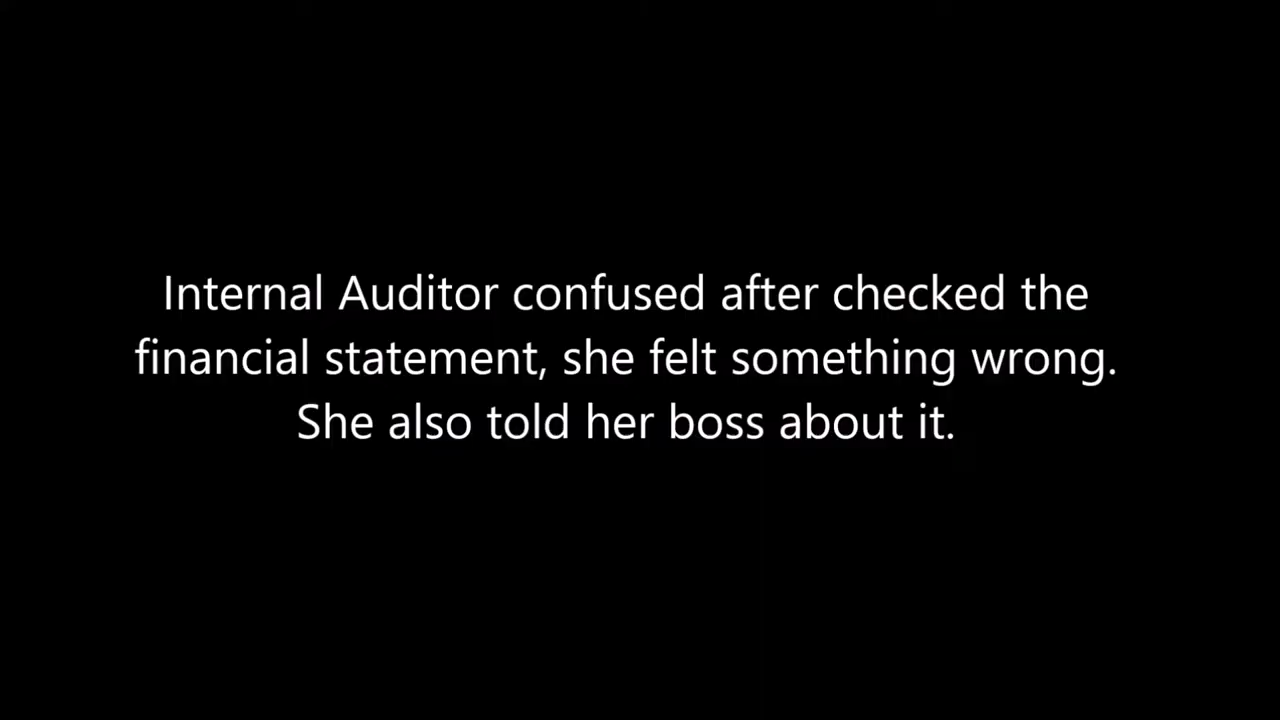 Internal Auditor confused after checked the
financial statement, she felt something wrong.
She also told her boss about it.